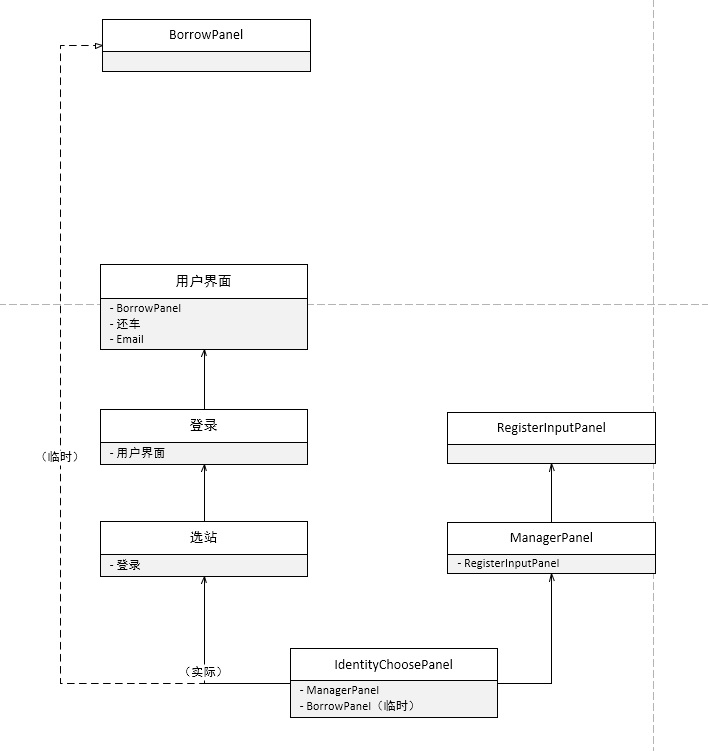 BorrowPanel
用户界面
- BorrowPanel
- 还车
- Email
登录
- 用户界面
RegisterInputPanel
（临时）
选站
- 登录
ManagerPanel
- RegisterInputPanel
（实际）
IdentityChoosePanel
- ManagerPanel
- BorrowPanel（临时）